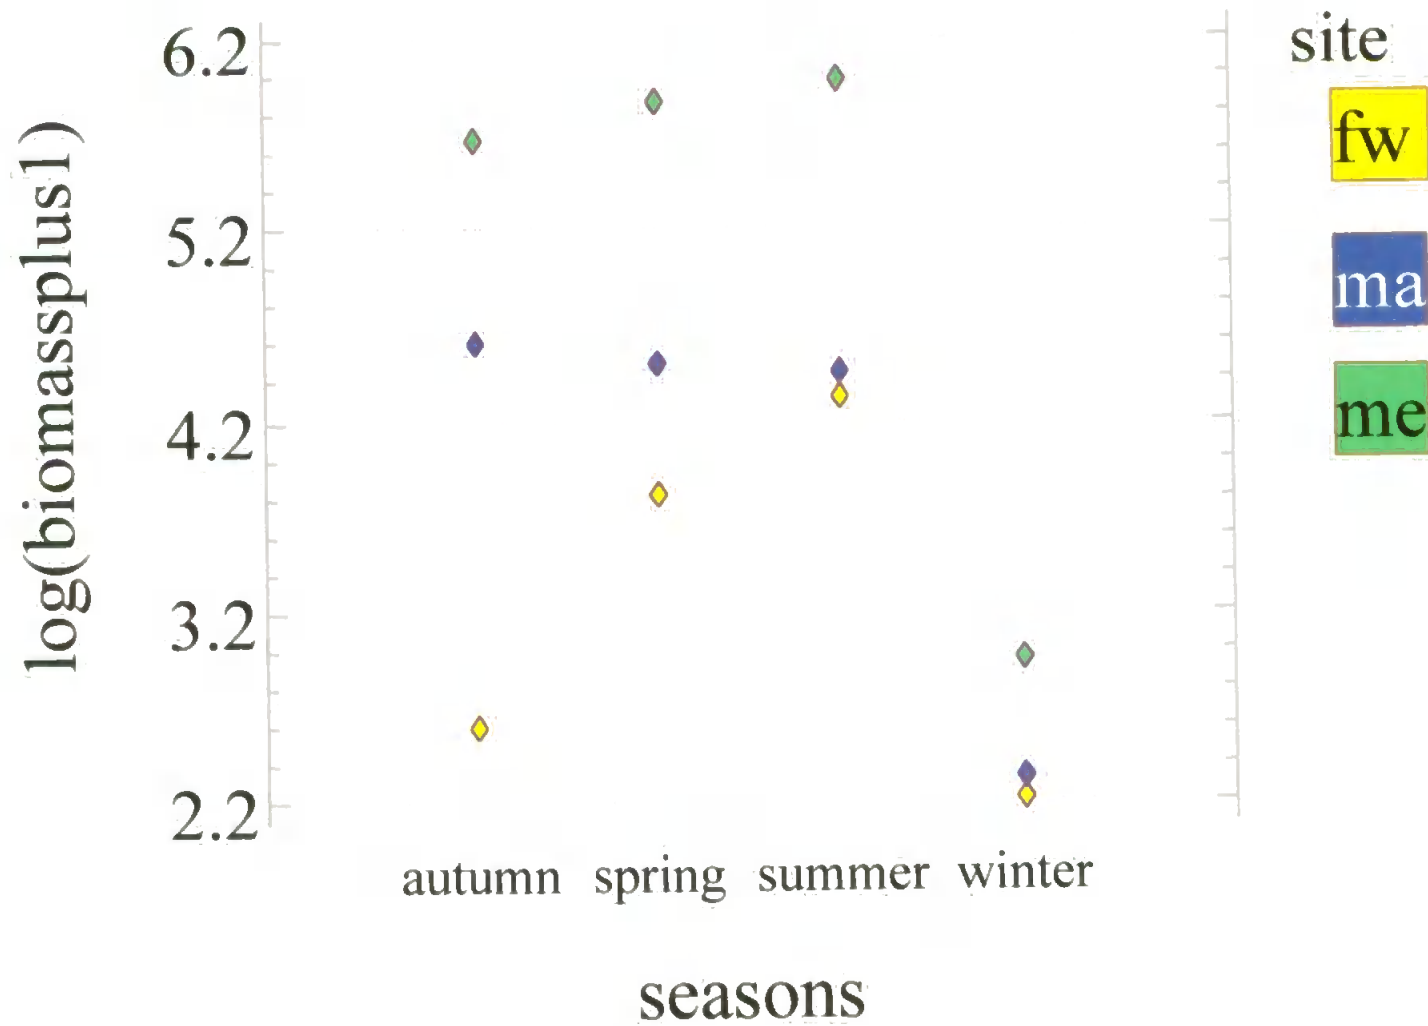 log(biomassplus1)
6.2
5.2
4.2
3.2
2.2
autumn spring summer winter
seasons
site
fw
ma
me